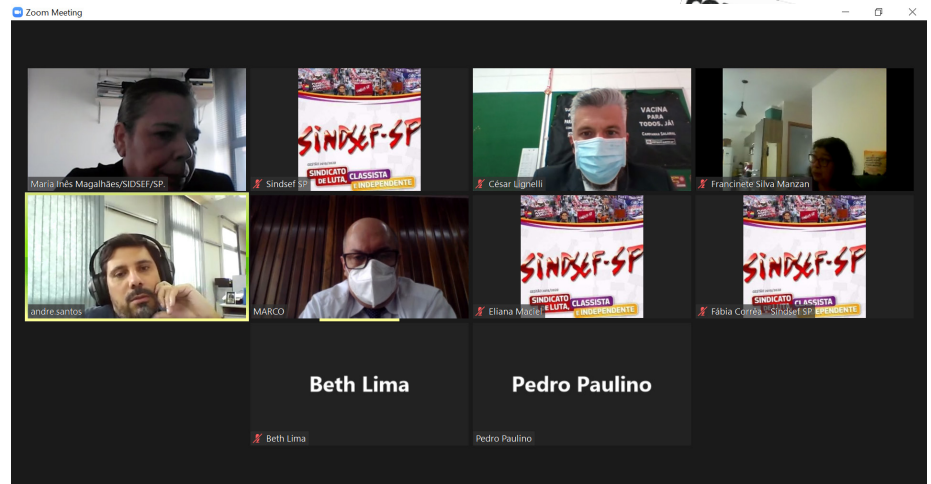 Zoom Meeting
Maria Inês Magalhães/SIDSEF/SP.
SINDSEF-SP
SINDICATO
DE LUTA, CLASSISTA
E INDEPENDENTE
Sindsef SP
VACINA
PARA
TODOS, JÁ!
César Lignelli
Francinete Silva Manzan
andre.santos
MARCO
SINDSEF-SP
SINDICATO
DE LUTA, CLASSISTA
E INDEPENDENTE
Eliana Maciel
SINDSEF-SP
SINDICATO
CLASSISTA
Fábia Corrêa - Sindsef SP
Beth Lima
Beth Lima
Pedro Paulino
Pedro Paulino